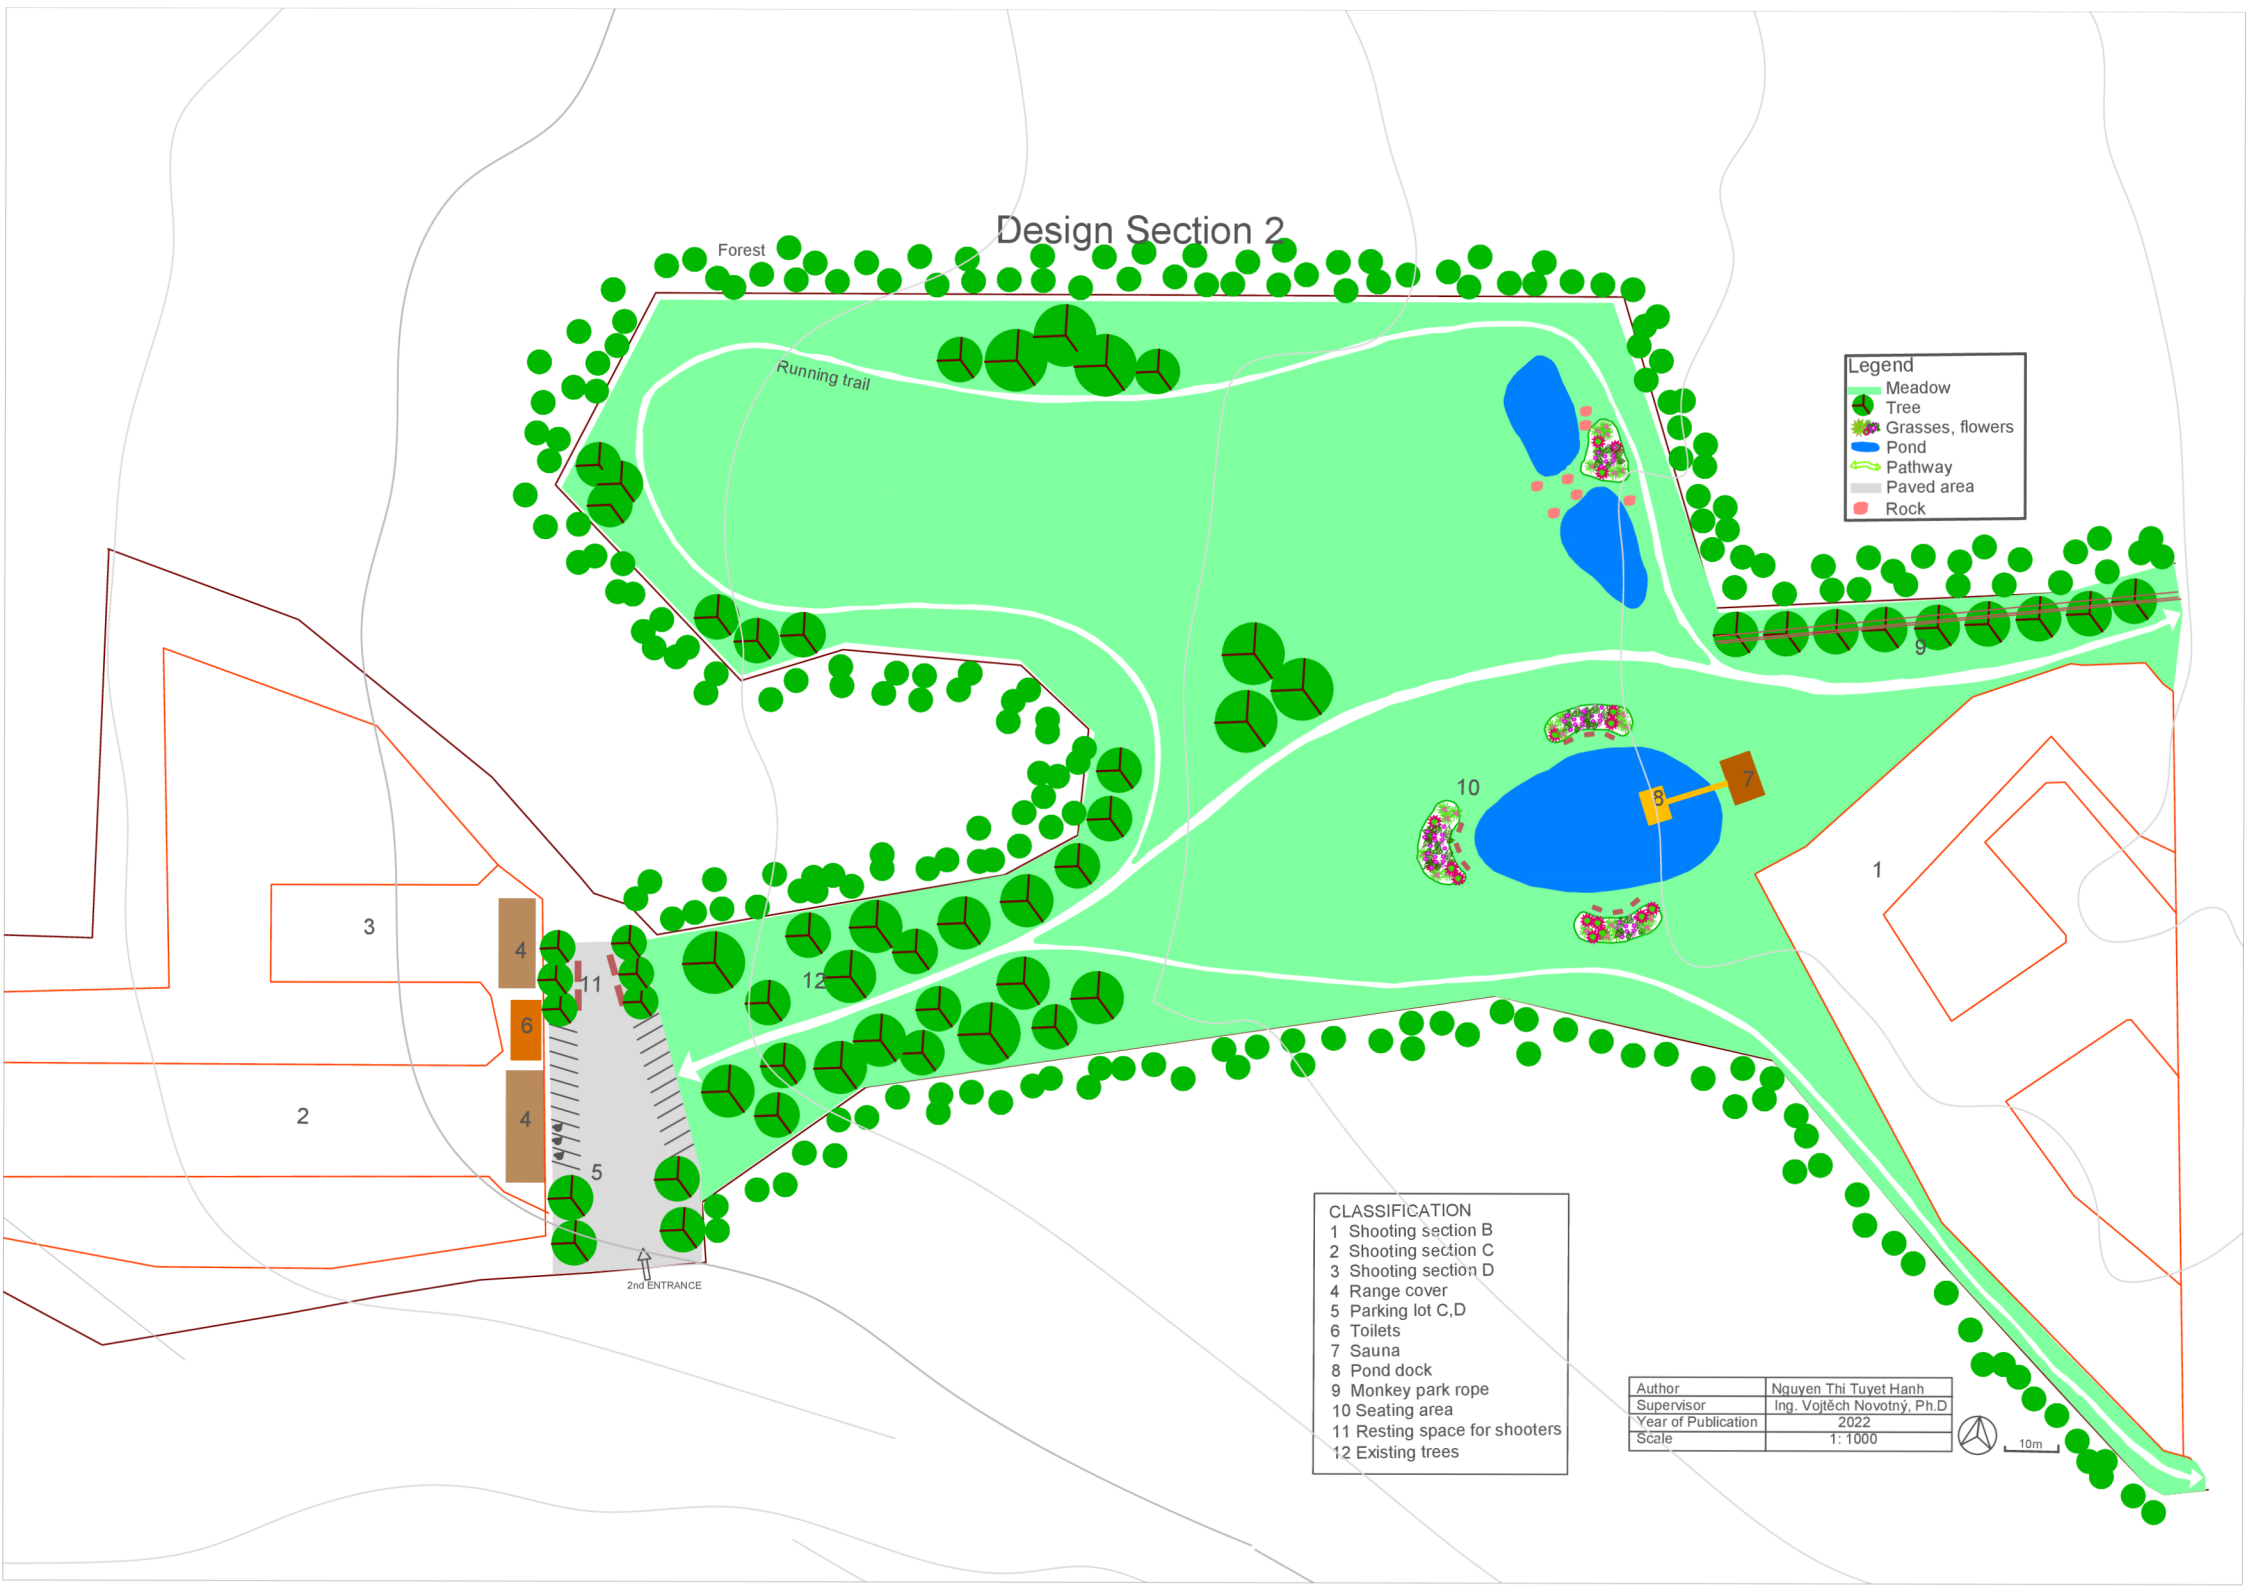 Design Section 2
Forest
Running trail
Legend
Meadow
Tree
Grasses, flowers
Pond
Pathway
Paved area
Rock
9
10
8
7
1
3
4
11
12
6
2
4
5
2nd ENTRANCE
CLASSIFICATION
1 Shooting section B
2 Shooting section C
3 Shooting section D
4 Range cover
5 Parking lot C,D
6 Toilets
7 Sauna
8 Pond dock
9 Monkey park rope
10 Seating area
11 Resting space for shooters
12 Existing trees
Author Nguyen Thi Tuyet Hanh
Supervisor Ing. Vojtěch Novotný, Ph.D
Year of Publication 2022
Scale 1: 1000
10m